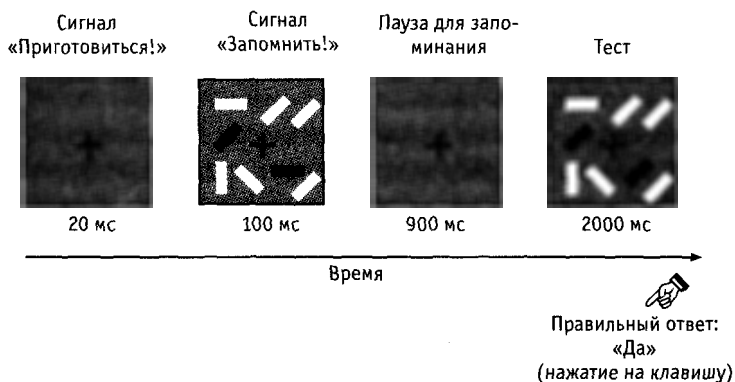 Сигнал
«Приготовиться!»
Сигнал
«Запомнить!»
Пауза для запо-
минания
Тест
20 мс
100 мс
900 мс
2000 мс
Время
Правильный ответ:
«Да»
(нажатие на клавишу)